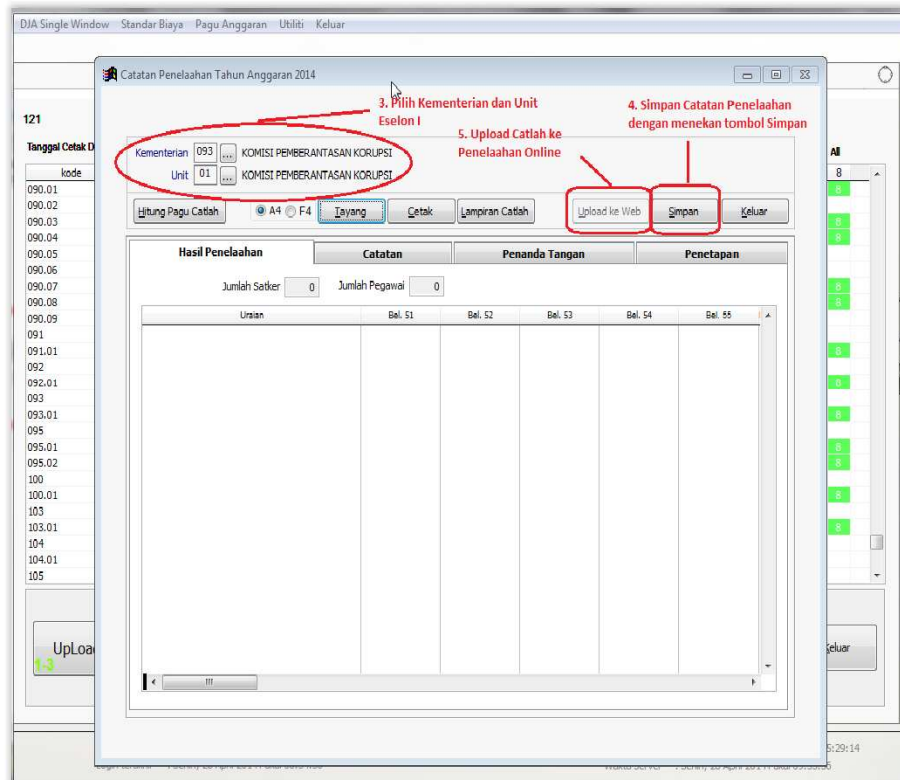 DJA Single Window Standar Biaya Pagu Anggaran Utiliti Keluar
Catatan Penelaahan Tahun Anggaran 2014
3. Pilih Kementerian dan Unit
Eselon I
4. Simpan Catatan Penelaahan
dengan menekan tombol Simpan
5. Upload Catlah ke
Penelaahan Online
121
Tanggal Cetak D
All
Kementerian 093 ... KOMISI PEMBERANTASAN KORUPSI
Unit 01 ... KOMISI PEMBERANTASAN KORUPSI
Hitung Pagu Catlah A4 F4 Tayang Cetak Lampiran Catlah Upload ke Web Simpan Keluar
Hasil Penelaahan Catatan Penanda Tangan Penetapan
Jumlah Satker 0 Jumlah Pegawai 0
Uraian Bel. 51 Bel. 52 Bel. 53 Bel. 54 Bel. 55
kode 8
090.01 8
090.02
090.03 8
090.04 8
090.05
090.06
090.07 8
090.08 8
090.09
091
091.01 8
092
092.01 8
093
093.01 8
095
095.01 8
095.02 8
100
100.01 8
103
103.01 8
104
104.01
105
UpLoa
1-3
Keluar
5:29:14